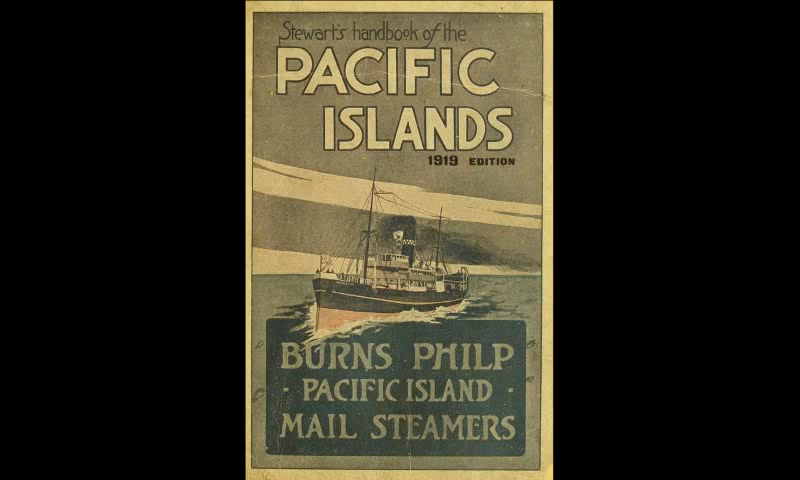 Stewart's handbook of the
PACIFIC
ISLANDS
1919 EDITION
BURNS PHILP
- PACIFIC ISLAND -
MAIL STEAMERS